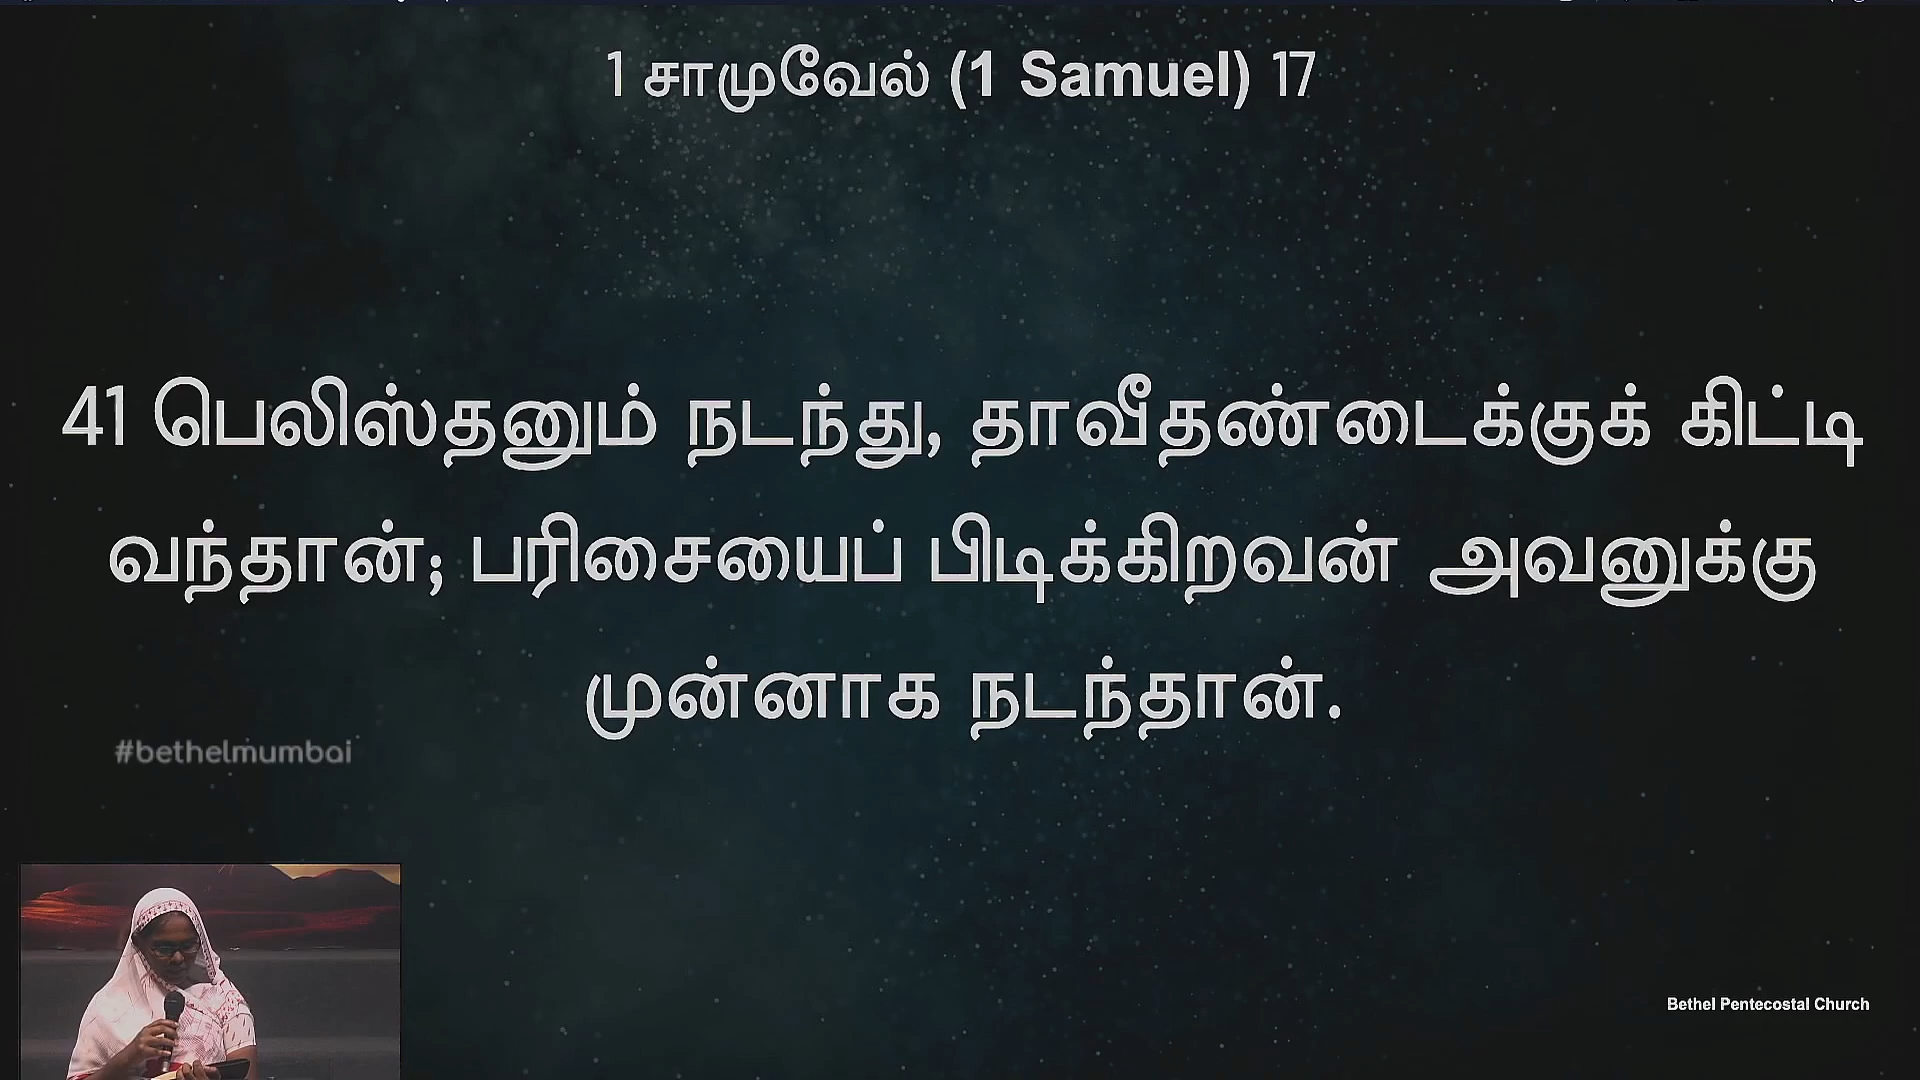 1 சாமுவேல் (1 Samuel) 17
41 பெலிஸ்தனும் நடந்து, தாவீதண்டைக்குக் கிட்டி
வந்தான்; பரிசையைப் பிடிக்கிறவன் அவனுக்கு
முன்னாக நடந்தான்.
#bethelmumbai
Bethel Pentecostal Church